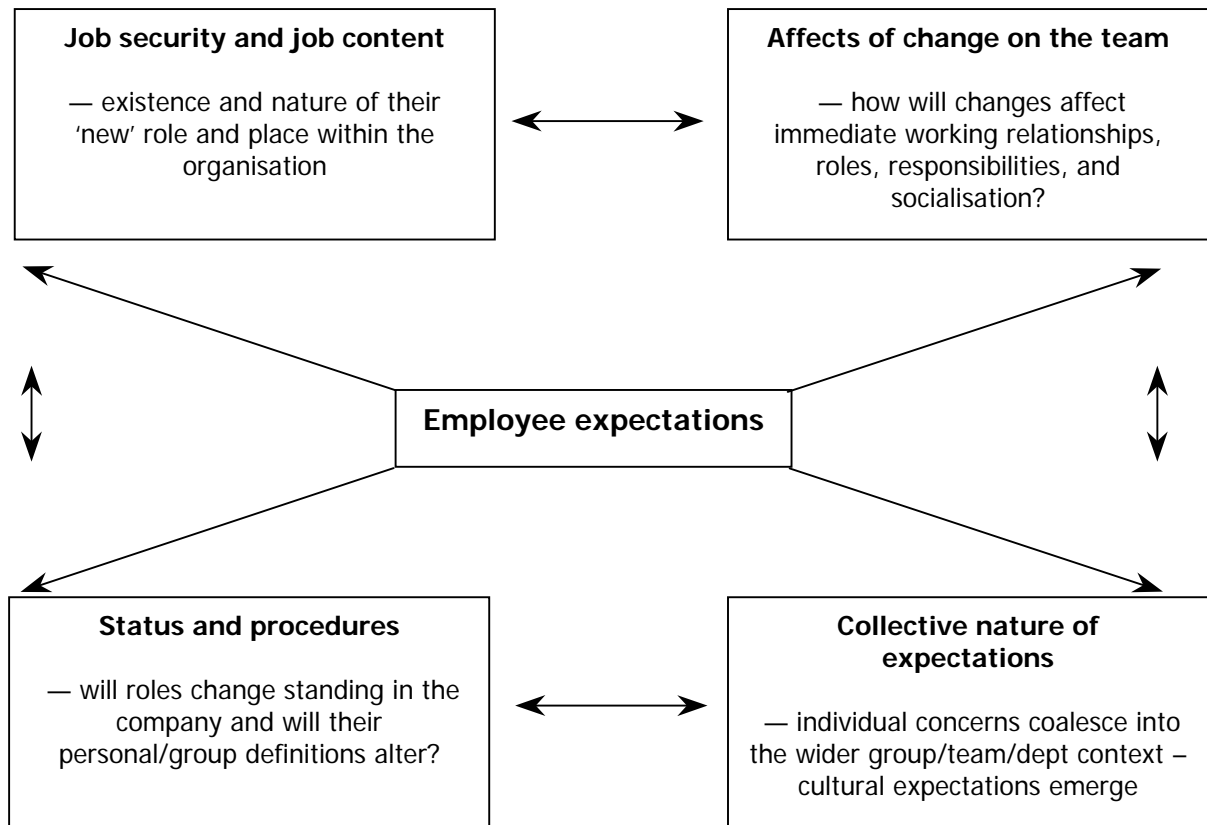 Job security and job content
— existence and nature of their
‘new’ role and place within the
organisation
Affects of change on the team
— how will changes affect
immediate working relationships,
roles, responsibilities, and
socialisation?
Employee expectations
Status and procedures
— will roles change standing in the
company and will their
personal/group definitions alter?
Collective nature of
expectations
— individual concerns coalesce into
the wider group/team/dept context –
cultural expectations emerge